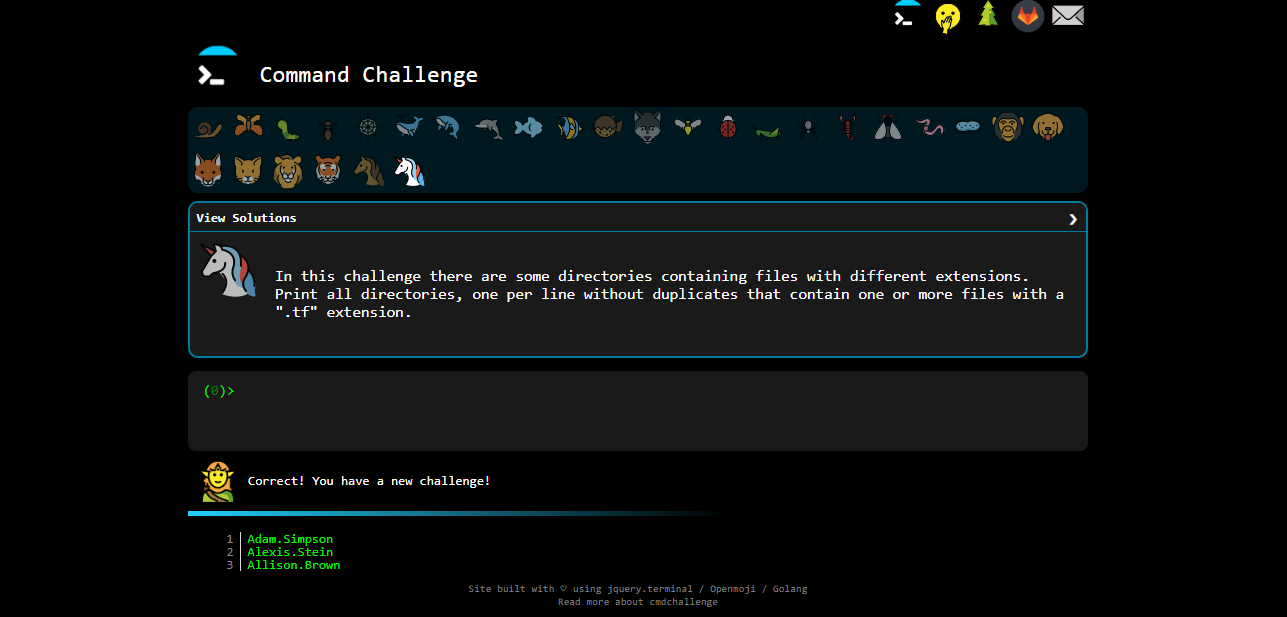 Command Challenge
View Solutions
In this challenge there are some directories containing files with different extensions.
Print all directories, one per line without duplicates that contain one or more files with a
".tf" extension.
(0)>
Correct! You have a new challenge!
1 Adam.Simpson
2 Alexis.Stein
3 Allison.Brown
Site built with ♡ using jquery.terminal / Openmoji / Golang
Read more about cmdchallenge